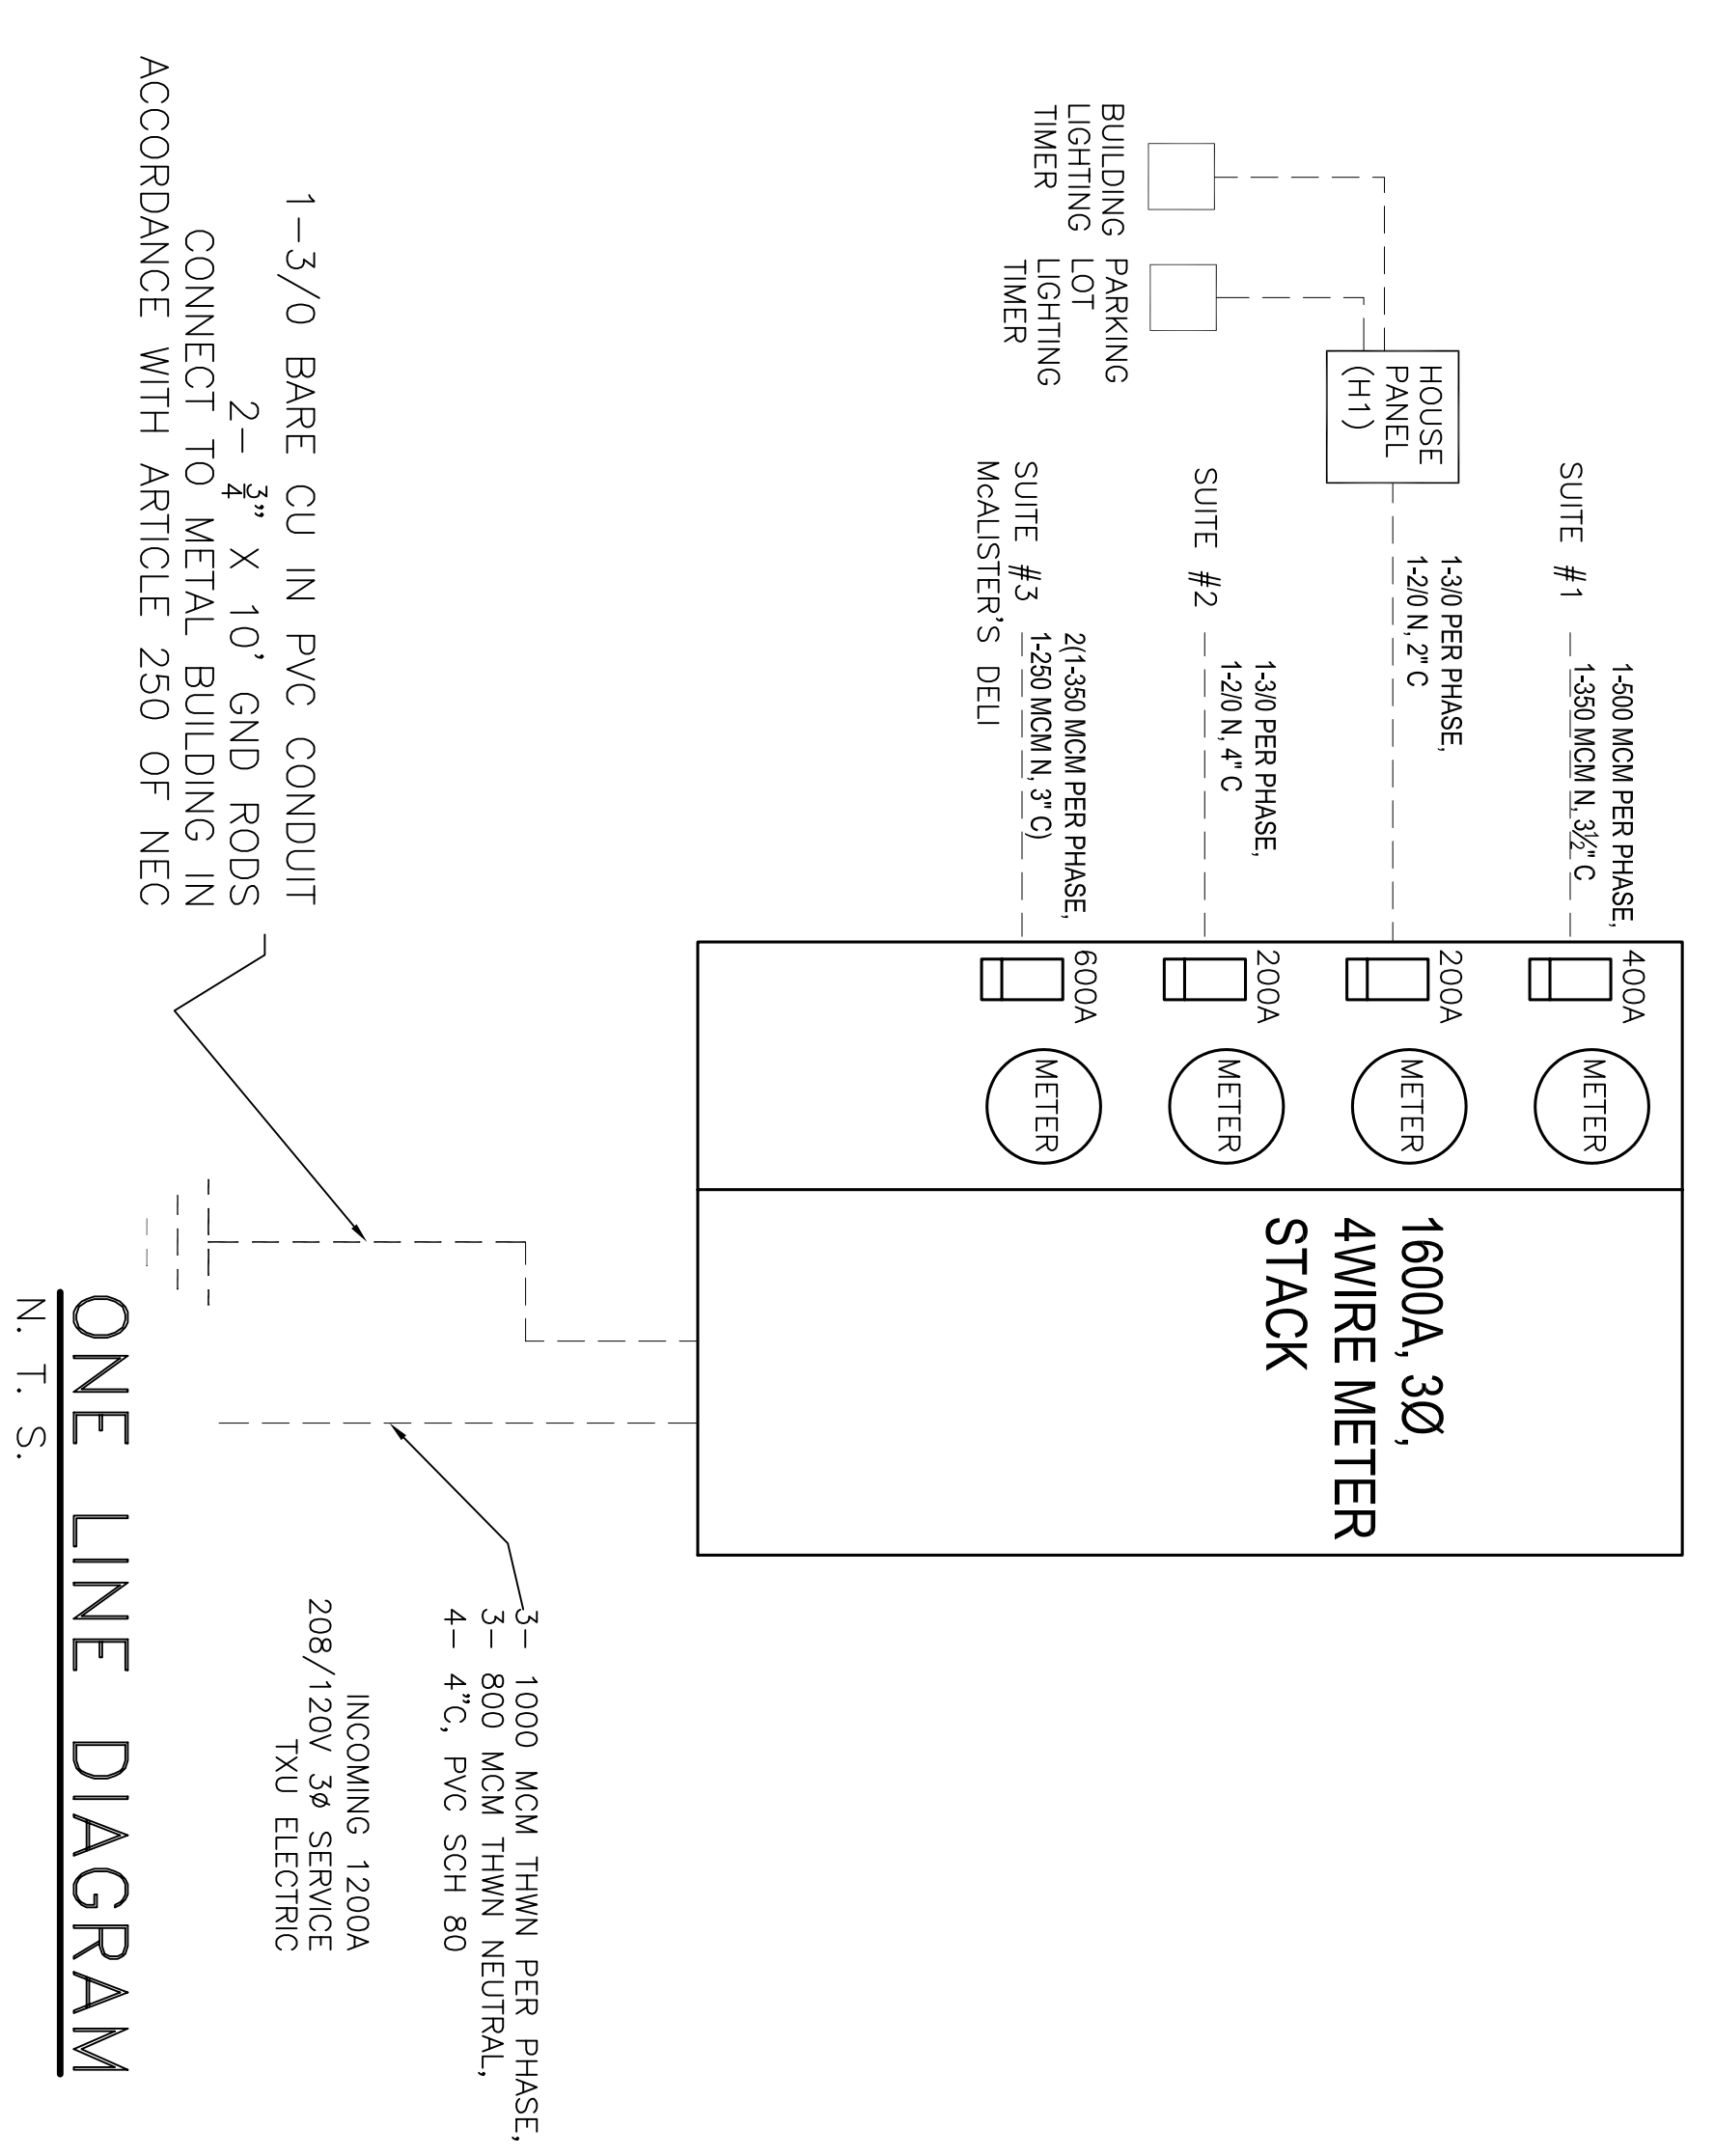 BUILDING
LIGHTING
TIMER
PARKING
LOT
LIGHTING
TIMER
HOUSE
PANEL
(H1)
SUITE #1
1-500 MCM PER PHASE,
1-350 MCM N, 3½" C
1-3/0 PER PHASE,
1-2/0 N, 2" C
SUITE #2
1-3/0 PER PHASE,
1-2/0 N, 4" C
SUITE #3
McALISTER'S DELI
2(1-350 MCM PER PHASE,
1-250 MCM N, 3" C)
400A
METER
200A
METER
200A
METER
600A
METER
1600A, 3Ø,
4WIRE METER
STACK
1-3/0 BARE CU IN PVC CONDUIT
2- 3/4" X 10' GND RODS
CONNECT TO METAL BUILDING IN
ACCORDANCE WITH ARTICLE 250 OF NEC
3- 1000 MCM THWN PER PHASE,
3- 800 MCM THWN NEUTRAL,
4- 4"C, PVC SCH 80
INCOMING 1200A
208/120V 3Ø SERVICE
TXU ELECTRIC
ONE LINE DIAGRAM
N. T. S.